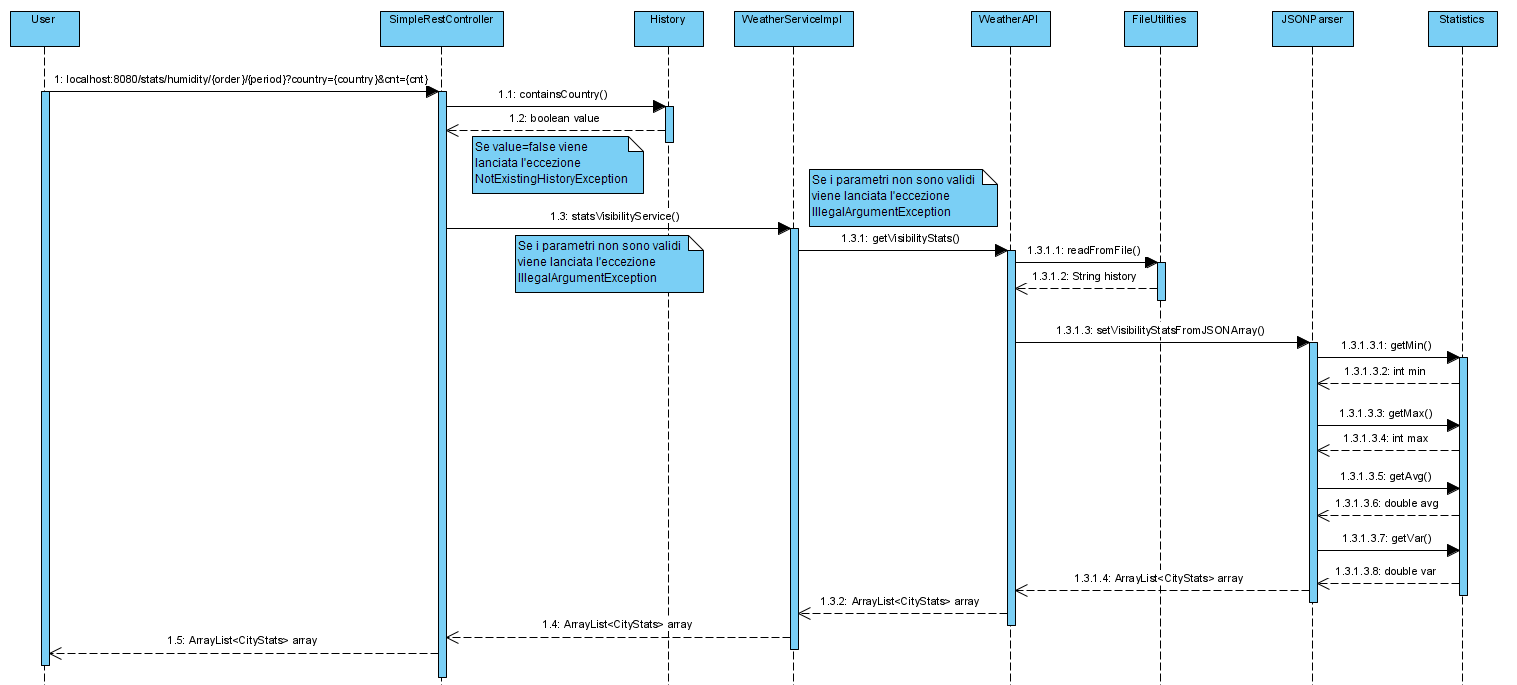 User
SimpleRestController
History
WeatherServiceImpl
WeatherAPI
FileUtilities
JSONParser
Statistics
1: localhost:8080/stats/humidity/{order}/{period}?country={country}&cnt={cnt}
1.1: containsCountry()
1.2: boolean value
Se value=false viene
lanciata l'eccezione
NotExistingHistoryException
Se i parametri non sono validi
viene lanciata l'eccezione
IllegalArgumentException
1.3: statsVisibilityService()
Se i parametri non sono validi
viene lanciata l'eccezione
IllegalArgumentException
1.3.1: getVisibilityStats()
1.3.1.1: readFromFile()
1.3.1.2: String history
1.3.1.3: setVisibilityStatsFromJSONArray()
1.3.1.3.1: getMin()
1.3.1.3.2: int min
1.3.1.3.3: getMax()
1.3.1.3.4: int max
1.3.1.3.5: getAvg()
1.3.1.3.6: double avg
1.3.1.3.7: getVar()
1.3.1.3.8: double var
1.3.1.4: ArrayList<CityStats> array
1.3.2: ArrayList<CityStats> array
1.4: ArrayList<CityStats> array
1.5: ArrayList<CityStats> array